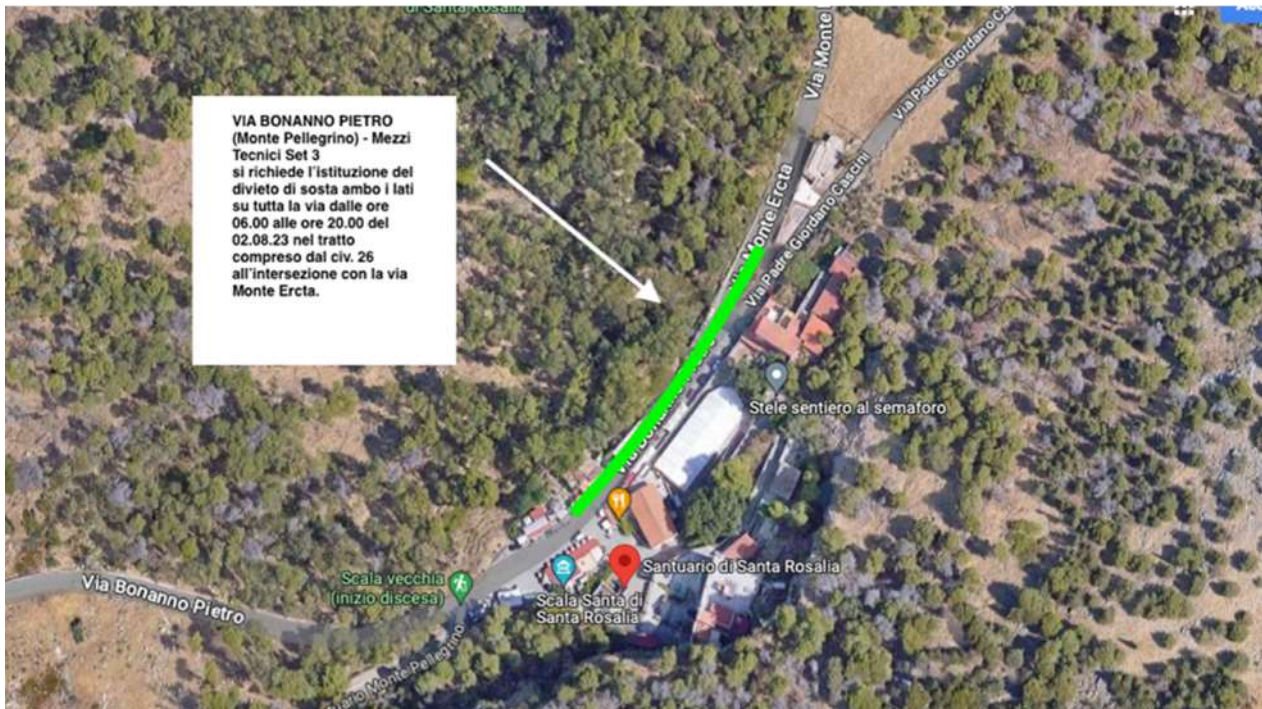 di Santa Rosalia
VIA BONANNO PIETRO
(Monte Pellegrino) - Mezzi
Tecnici Set 3
si richiede l'istituzione del
divieto di sosta ambo i lati
su tutta la via dalle ore
06.00 alle ore 20.00 del
02.08.23 nel tratto
compreso dal civ. 26
all'intersezione con la via
Monte Ercta.
Via Monte
Via Padre Giordano
Monte Ercta
Via Padre Giordano Cascini
Stele sentiero al semaforo
Santuario di Santa Rosalia
Scala vecchia
(inizio discesa)
Scala Santa di
Santa Rosalia
Via Bonanno Pietro
Monte Pellegrino